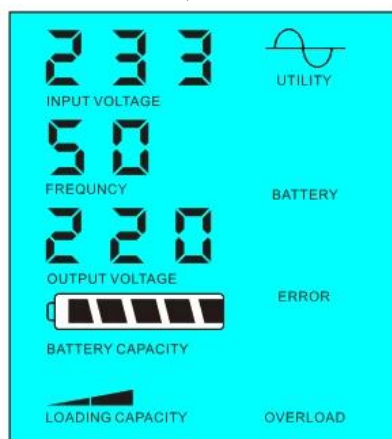 233
INPUT VOLTAGE
UTILITY
50
FREQUNCY
BATTERY
220
OUTPUT VOLTAGE
ERROR
BATTERY CAPACITY
LOADING CAPACITY
OVERLOAD